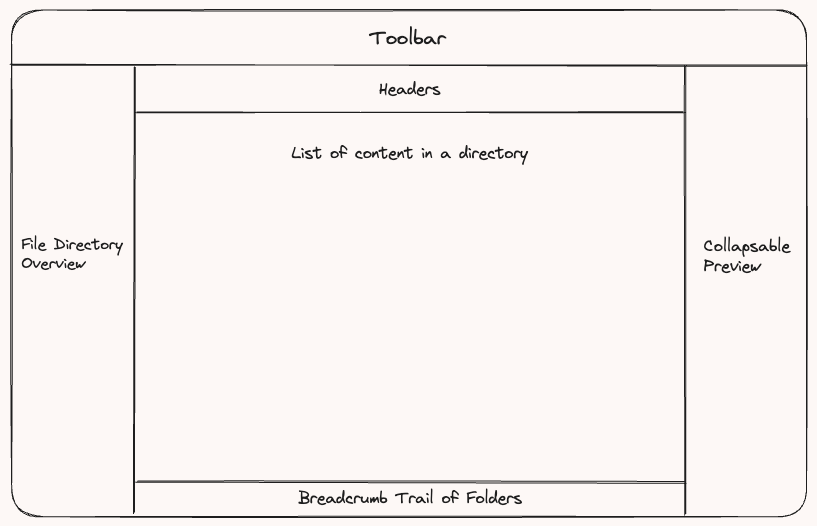 Toolbar
Headers
List of content in a directory
File Directory
Overview
Collapsable
Preview
Breadcrumb Trail of Folders